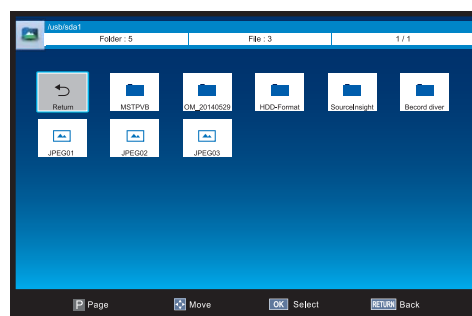 /usb/sda1
Folder : 5 File : 3 1 / 1
Return MSTPVB OM_20140529 HDD-Format SourceInsight Becord diver
JPEG01 JPEG02 JPEG03
P Page Move OK Select RETURN Back